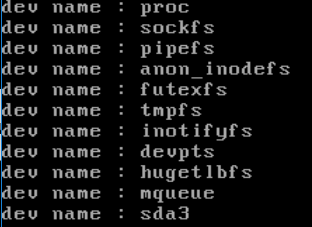 dev name : proc
dev name : sockfs
dev name : pipefs
dev name : anon_inodefs
dev name : futexfs
dev name : tmpfs
dev name : inotifyfs
dev name : devpts
dev name : hugetlbfs
dev name : mqueue
dev name : sda3